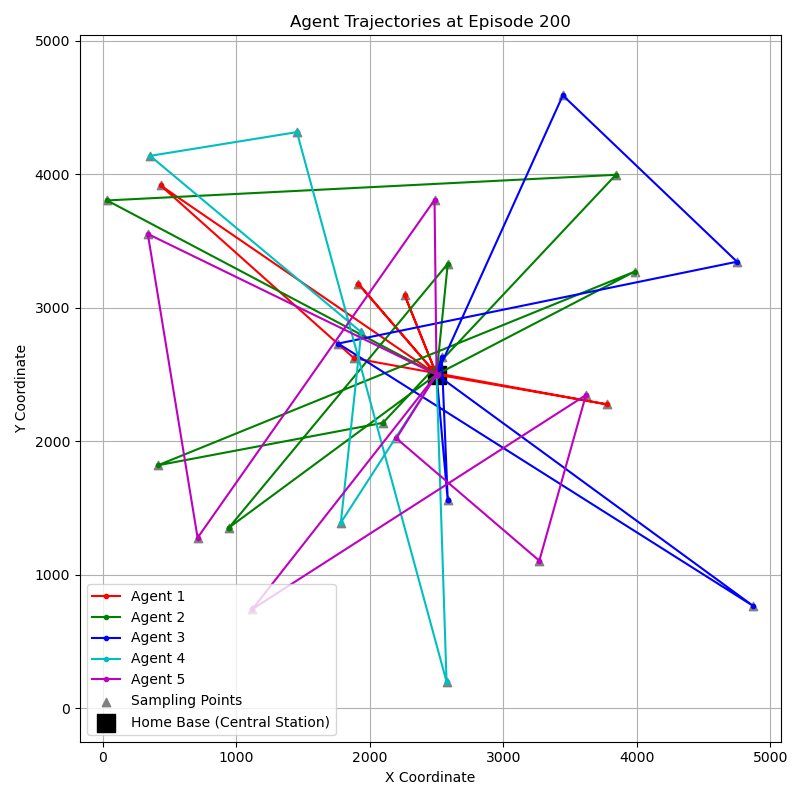 Agent Trajectories at Episode 200
Y Coordinate
5000
4000
3000
2000
1000
0
Agent 1
Agent 2
Agent 3
Agent 4
Agent 5
Sampling Points
Home Base (Central Station)
0 1000 2000 3000 4000 5000
X Coordinate